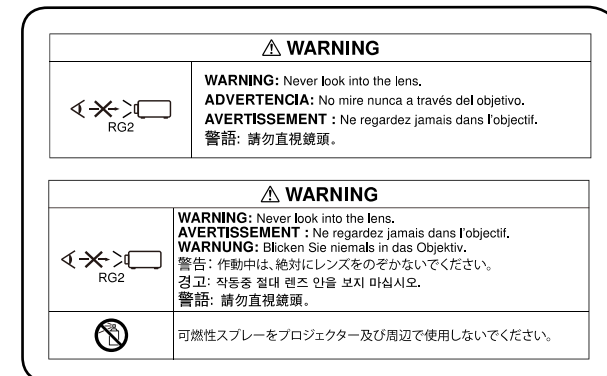 ⚠ WARNING
WARNING: Never look into the lens.
ADVERTENCIA: No mire nunca a través del objetivo.
AVERTISSEMENT : Ne regardez jamais dans l'objectif.
警語: 請勿直視鏡頭。
RG2
⚠ WARNING
WARNING: Never look into the lens.
AVERTISSEMENT : Ne regardez jamais dans l'objectif.
WARNUNG: Blicken Sie niemals in das Objektiv.
警告: 作動中は、絶対にレンズをのぞかないでください。
경고: 작동중 절대 렌즈 안을 보지 마십시오.
警語: 請勿直視鏡頭。
RG2
可燃性スプレーをプロジェクター及び周辺で使用しないでください。